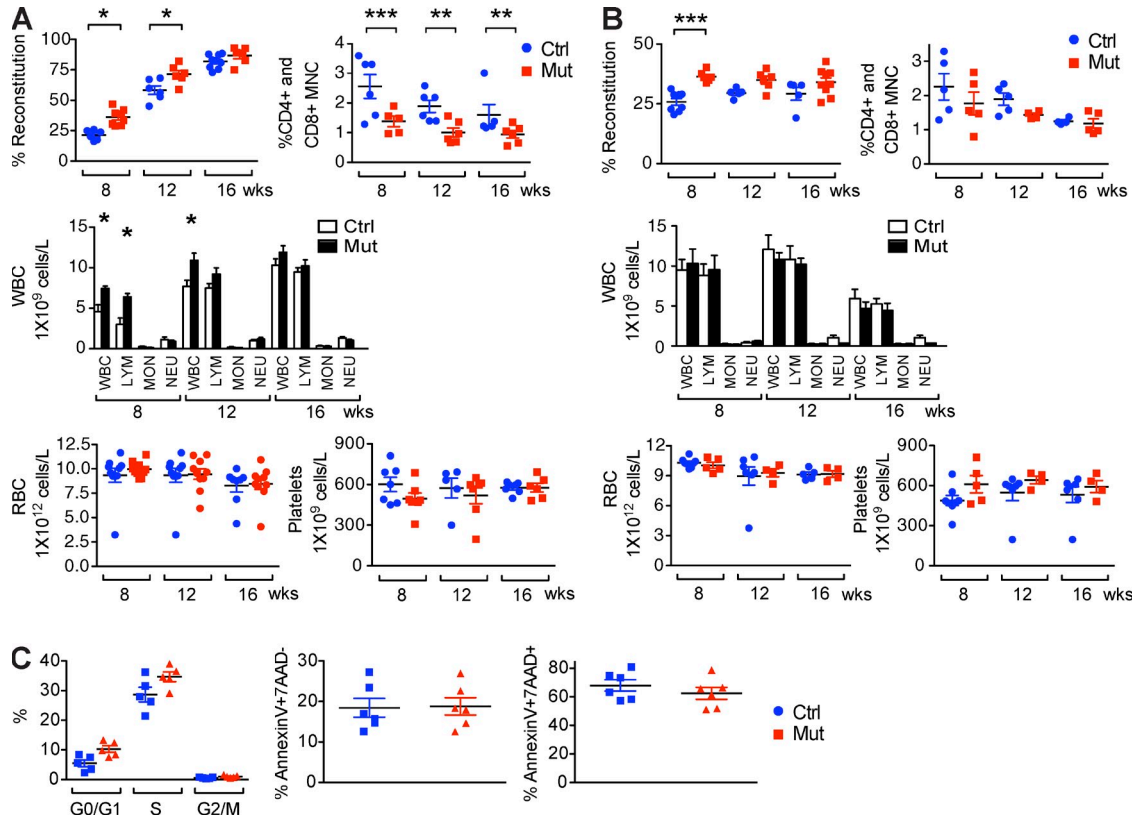 A
% Reconstitution
100
75
50
25
0
* *
8 12 16 wks
%CD4+ and
CD8+ MNC
4
3
2
1
0
*** ** **
Ctrl
Mut
8 12 16 wks
WBC
1X10⁹ cells/L
15
10
5
0
* * *
Ctrl
Mut
WBC LYM MON NEU WBC LYM MON NEU WBC LYM MON NEU
8 12 16 wks
RBC
1X10¹² cells/L
12.5
10.0
7.5
5.0
2.5
0.0
8 12 16 wks
Platelets
1X10⁹ cells/L
900
600
300
0
8 12 16 wks
B
% Reconstitution
50
25
0
***
8 12 16 wks
%CD4+ and
CD8+ MNC
4
3
2
1
0
Ctrl
Mut
8 12 16 wks
WBC
1X10⁹ cells/L
15
10
5
0
Ctrl
Mut
WBC LYM MON NEU WBC LYM MON NEU WBC LYM MON NEU
8 12 16 wks
RBC
1X10¹² cells/L
12
9
6
3
0
8 12 16 wks
Platelets
1X10⁹ cells/L
900
600
300
0
8 12 16 wks
C
%
40
30
20
10
0
G0/G1 S G2/M
% AnnexinV+7AAD-
30
20
10
0
% AnnexinV+7AAD+
80
60
40
20
0
Ctrl
Mut